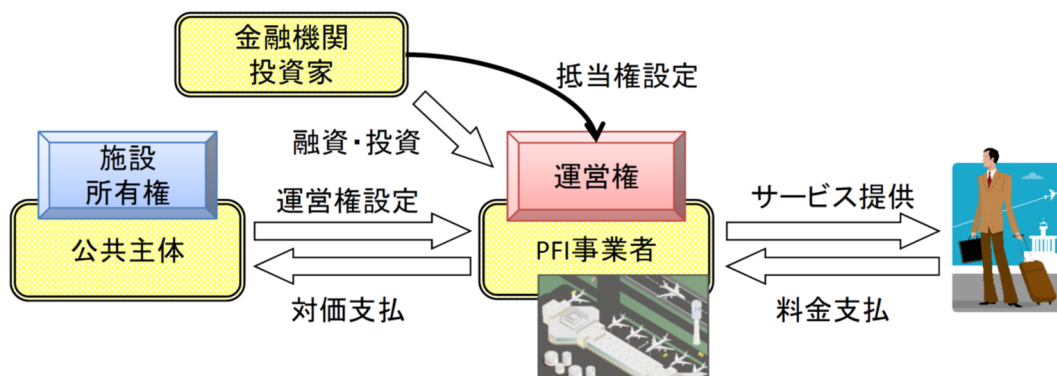 金融機関
投資家
抵当権設定
融資・投資
施設
所有権
運営権
運営権設定
サービス提供
公共主体
PFI事業者
対価支払
料金支払